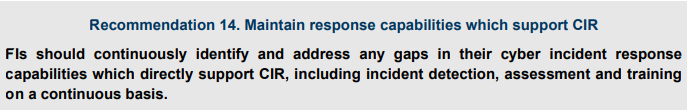 Recommendation 14. Maintain response capabilities which support CIR
FIs should continuously identify and address any gaps in their cyber incident response
capabilities which directly support CIR, including incident detection, assessment and training
on a continuous basis.